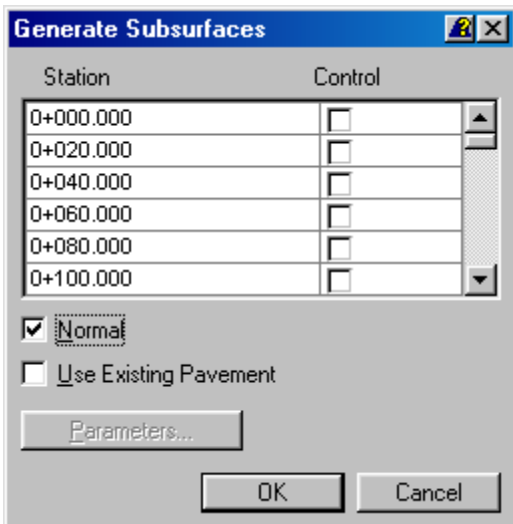 Generate Subsurfaces
Station Control
0+000.000
0+020.000
0+040.000
0+060.000
0+080.000
0+100.000
Normal
Use Existing Pavement
Parameters...
OK Cancel